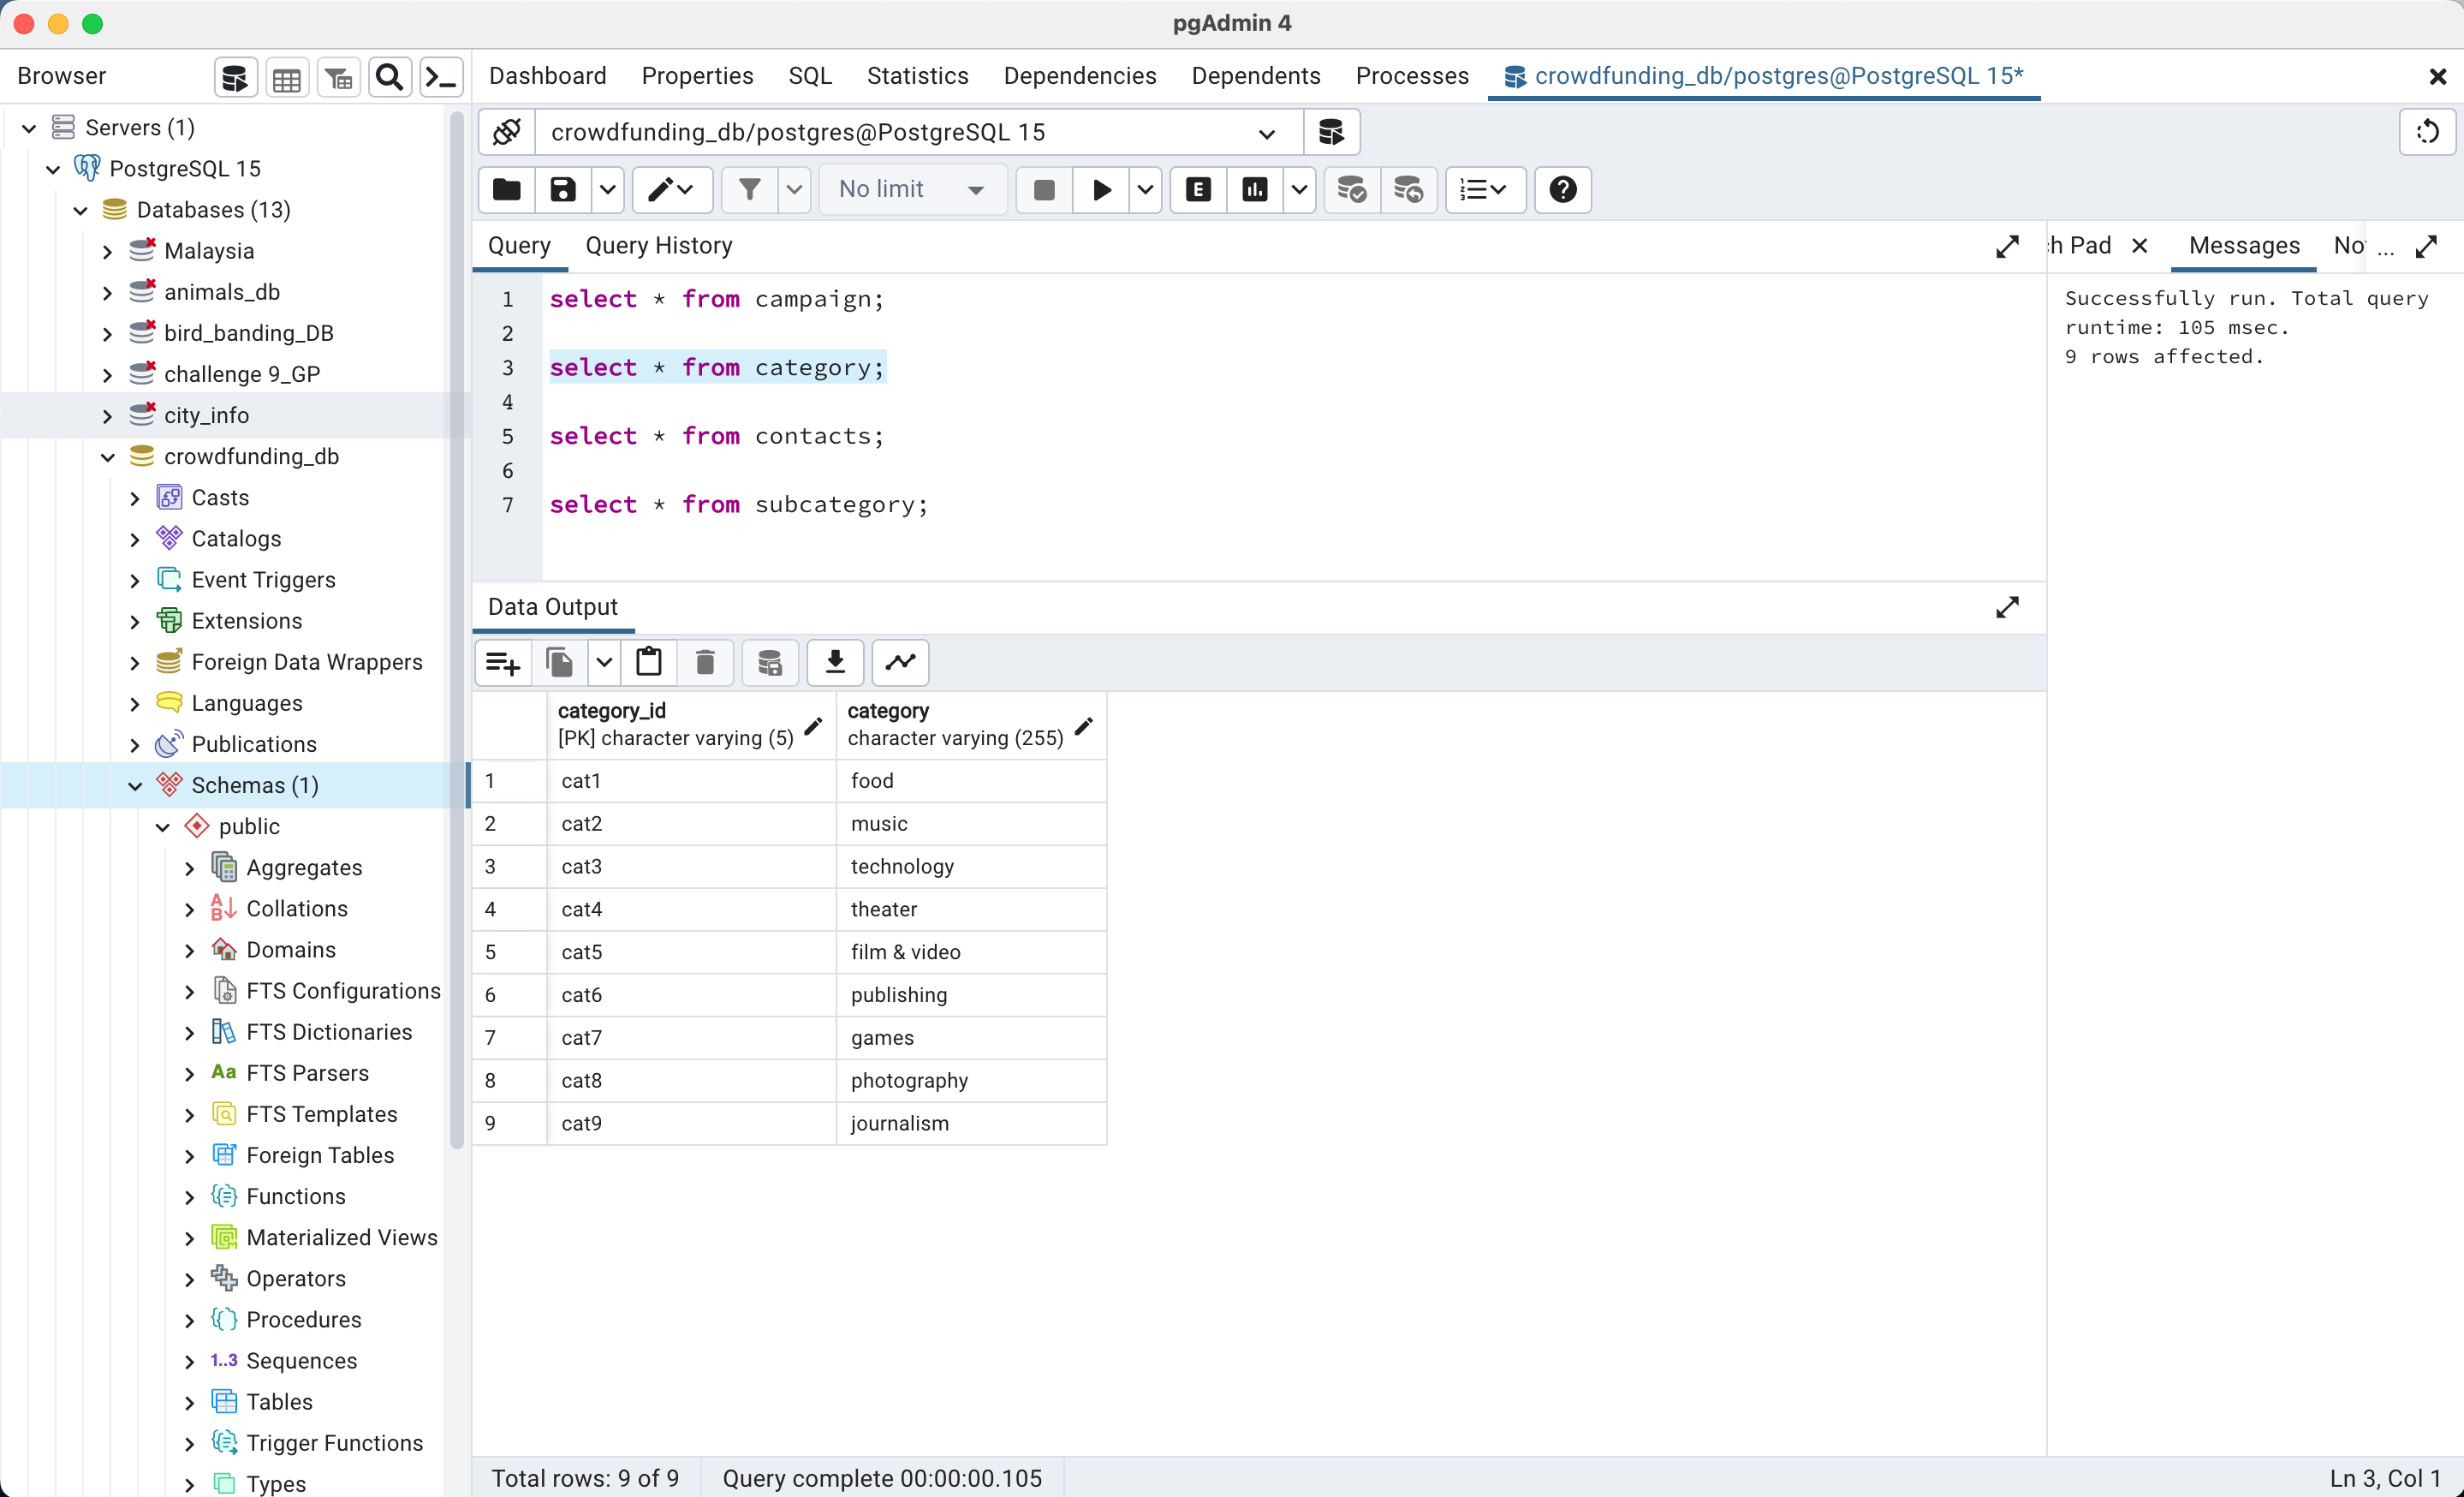 pgAdmin 4
Browser
Dashboard Properties SQL Statistics Dependencies Dependents Processes crowdfunding_db/postgres@PostgreSQL 15*
Servers (1)
PostgreSQL 15
Databases (13)
Malaysia
animals_db
bird_banding_DB
challenge 9_GP
city_info
crowdfunding_db
Casts
Catalogs
Event Triggers
Extensions
Foreign Data Wrappers
Languages
Publications
Schemas (1)
public
Aggregates
Collations
Domains
FTS Configurations
FTS Dictionaries
Aa FTS Parsers
FTS Templates
Foreign Tables
Functions
Materialized Views
Operators
Procedures
1..3 Sequences
Tables
Trigger Functions
Types
crowdfunding_db/postgres@PostgreSQL 15
No limit
E
Query Query History
1 select * from campaign;
2
3 select * from category;
4
5 select * from contacts;
6
7 select * from subcategory;
h Pad Messages No ...
Successfully run. Total query
runtime: 105 msec.
9 rows affected.
Data Output
category_id category
[PK] character varying (5) character varying (255)
1 cat1 food
2 cat2 music
3 cat3 technology
4 cat4 theater
5 cat5 film & video
6 cat6 publishing
7 cat7 games
8 cat8 photography
9 cat9 journalism
Total rows: 9 of 9 Query complete 00:00:00.105 Ln 3, Col 1